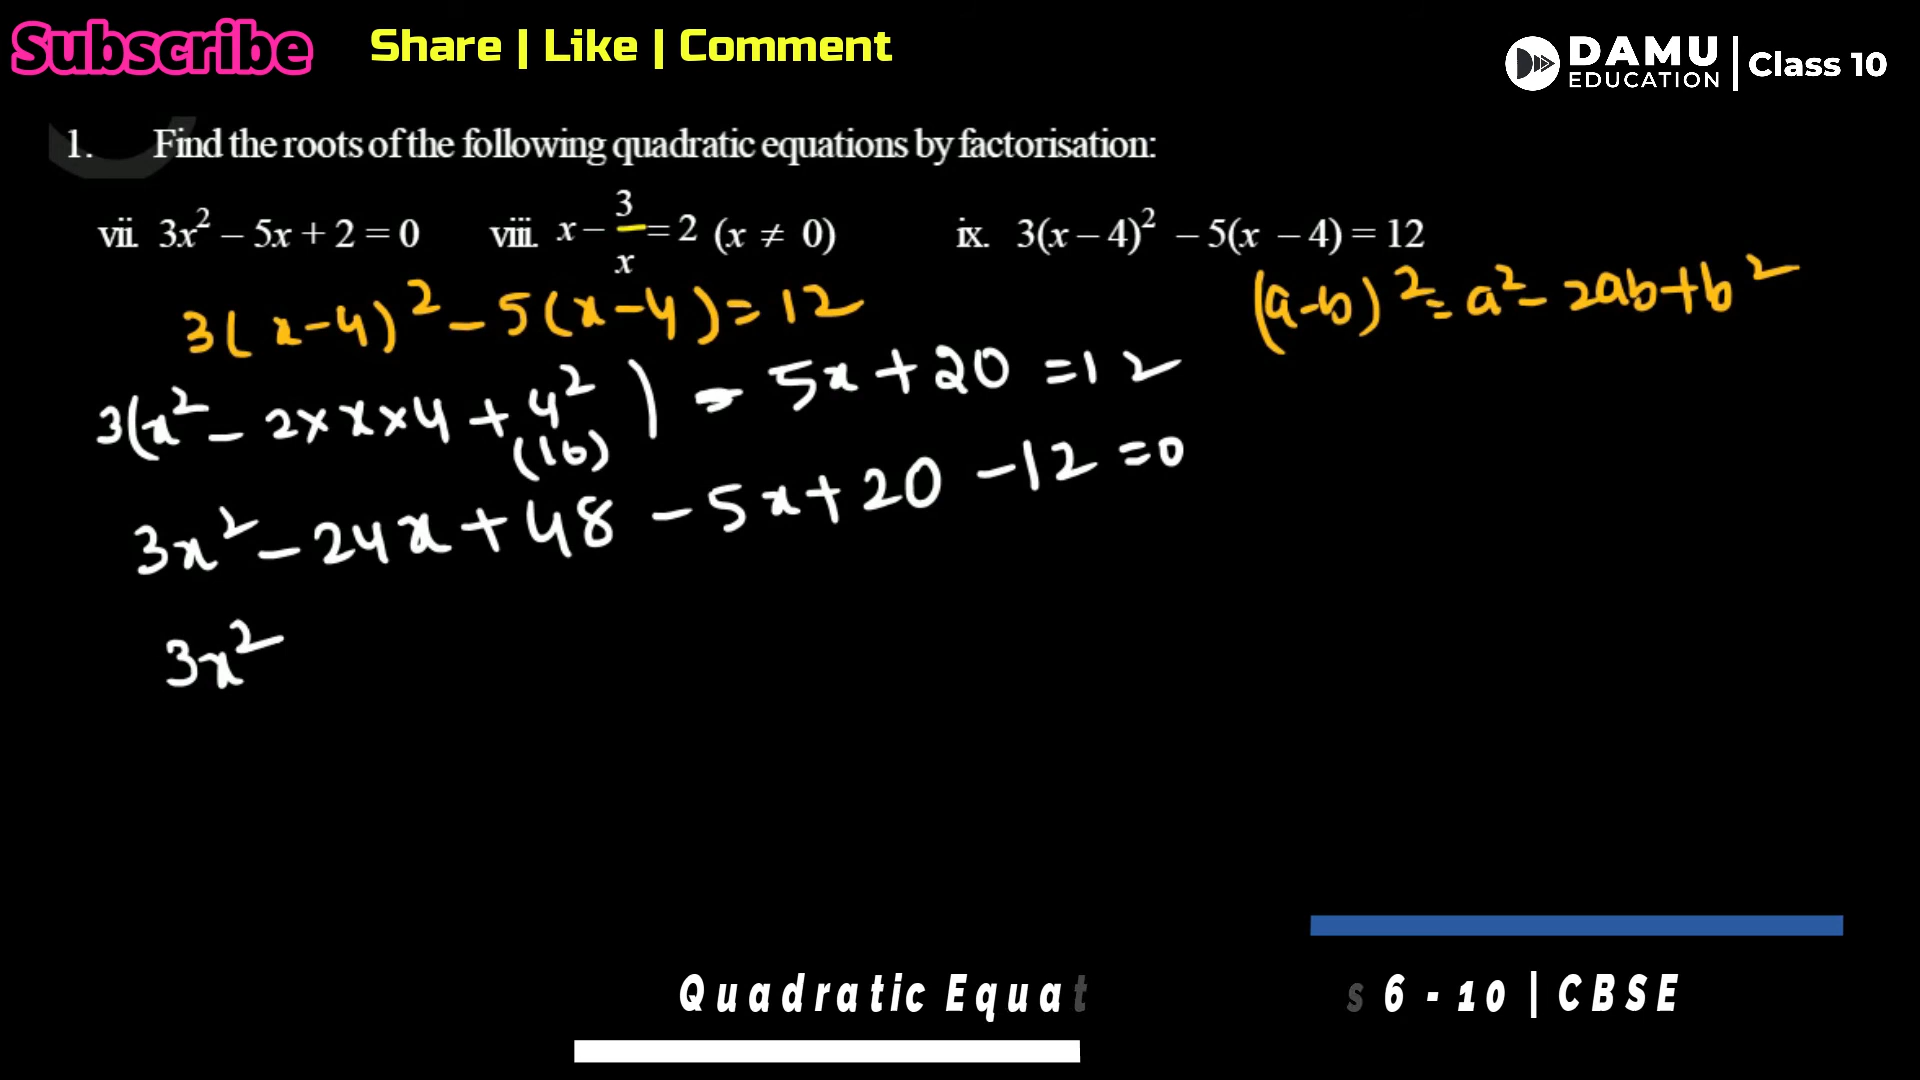 Subscribe
Share | Like | Comment
DAMU EDUCATION | Class 10
1. Find the roots of the following quadratic equations by factorisation:
vii. 3x² – 5x + 2 = 0 viii. x – 3/x = 2 (x ≠ 0) ix. 3(x – 4)² – 5(x – 4) = 12
3(x-4)² - 5(x-4) = 12
(a-b)² = a² - 2ab + b²
3(x² - 2×x×4 + 4²) - 5x + 20 = 12
(16)
3x² - 24x + 48 - 5x + 20 - 12 = 0
3x²
Quadratic Equat s 6 - 10 | CBSE